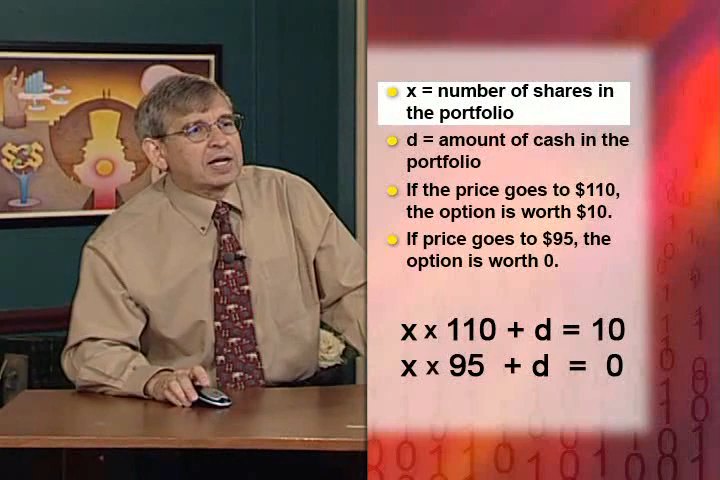 x = number of shares in
the portfolio
d = amount of cash in the
portfolio
If the price goes to $110,
the option is worth $10.
If price goes to $95, the
option is worth 0.
x x 110 + d = 10
x x 95 + d = 0